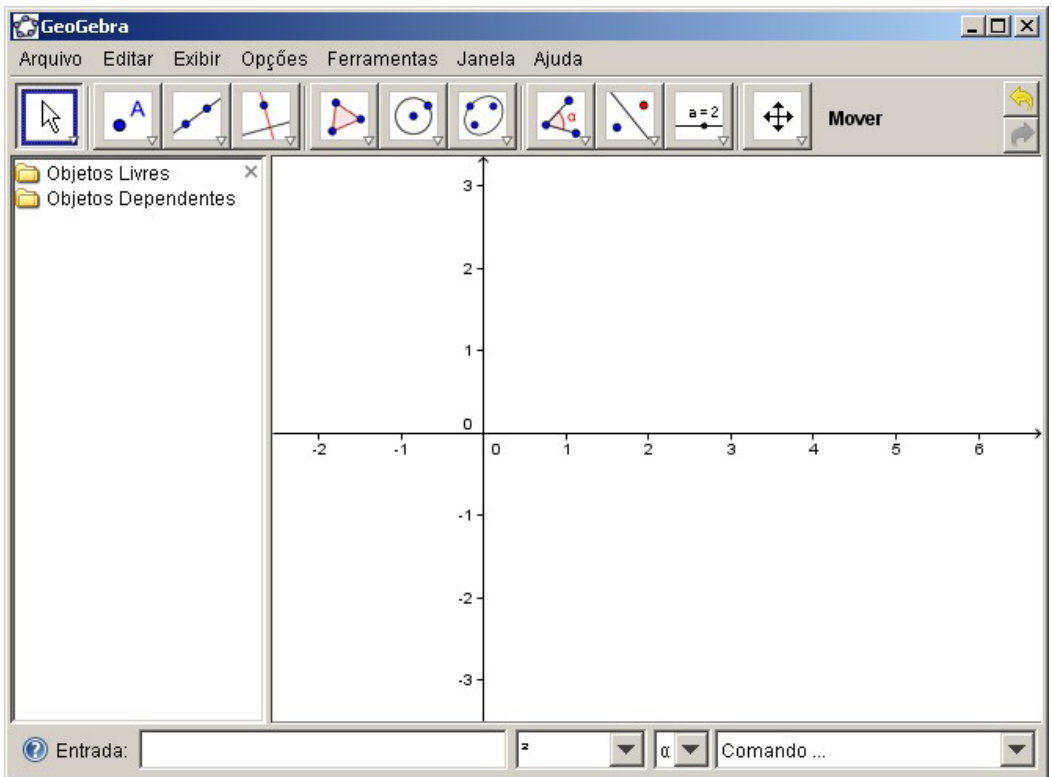 GeoGebra
Arquivo Editar Exibir Opções Ferramentas Janela Ajuda
A α a = 2 Mover
Objetos Livres
Objetos Dependentes
3
2
1
0
-2 -1 0 1 2 3 4 5 6
-1
-2
-3
Entrada: ² α Comando ...